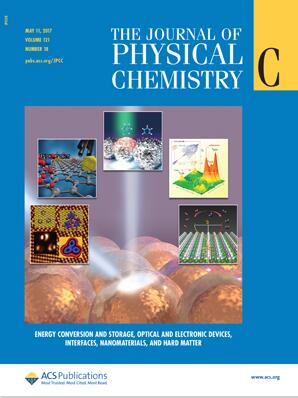 THE JOURNAL OF
PHYSICAL
CHEMISTRY
C
MAY 11, 2017
VOLUME 121
NUMBER 18
pubs.acs.org/JPCC
ENERGY CONVERSION AND STORAGE, OPTICAL AND ELECTRONIC DEVICES,
INTERFACES, NANOMATERIALS, AND HARD MATTER
ACS Publications
Most Trusted. Most Cited. Most Read.
www.acs.org